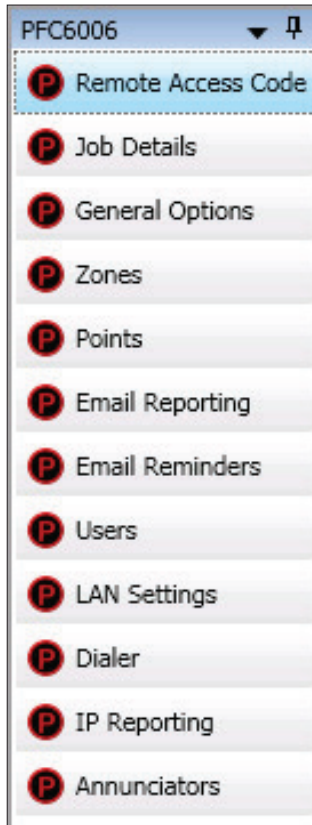 PFC6006
P Remote Access Code
P Job Details
P General Options
P Zones
P Points
P Email Reporting
P Email Reminders
P Users
P LAN Settings
P Dialer
P IP Reporting
P Annunciators